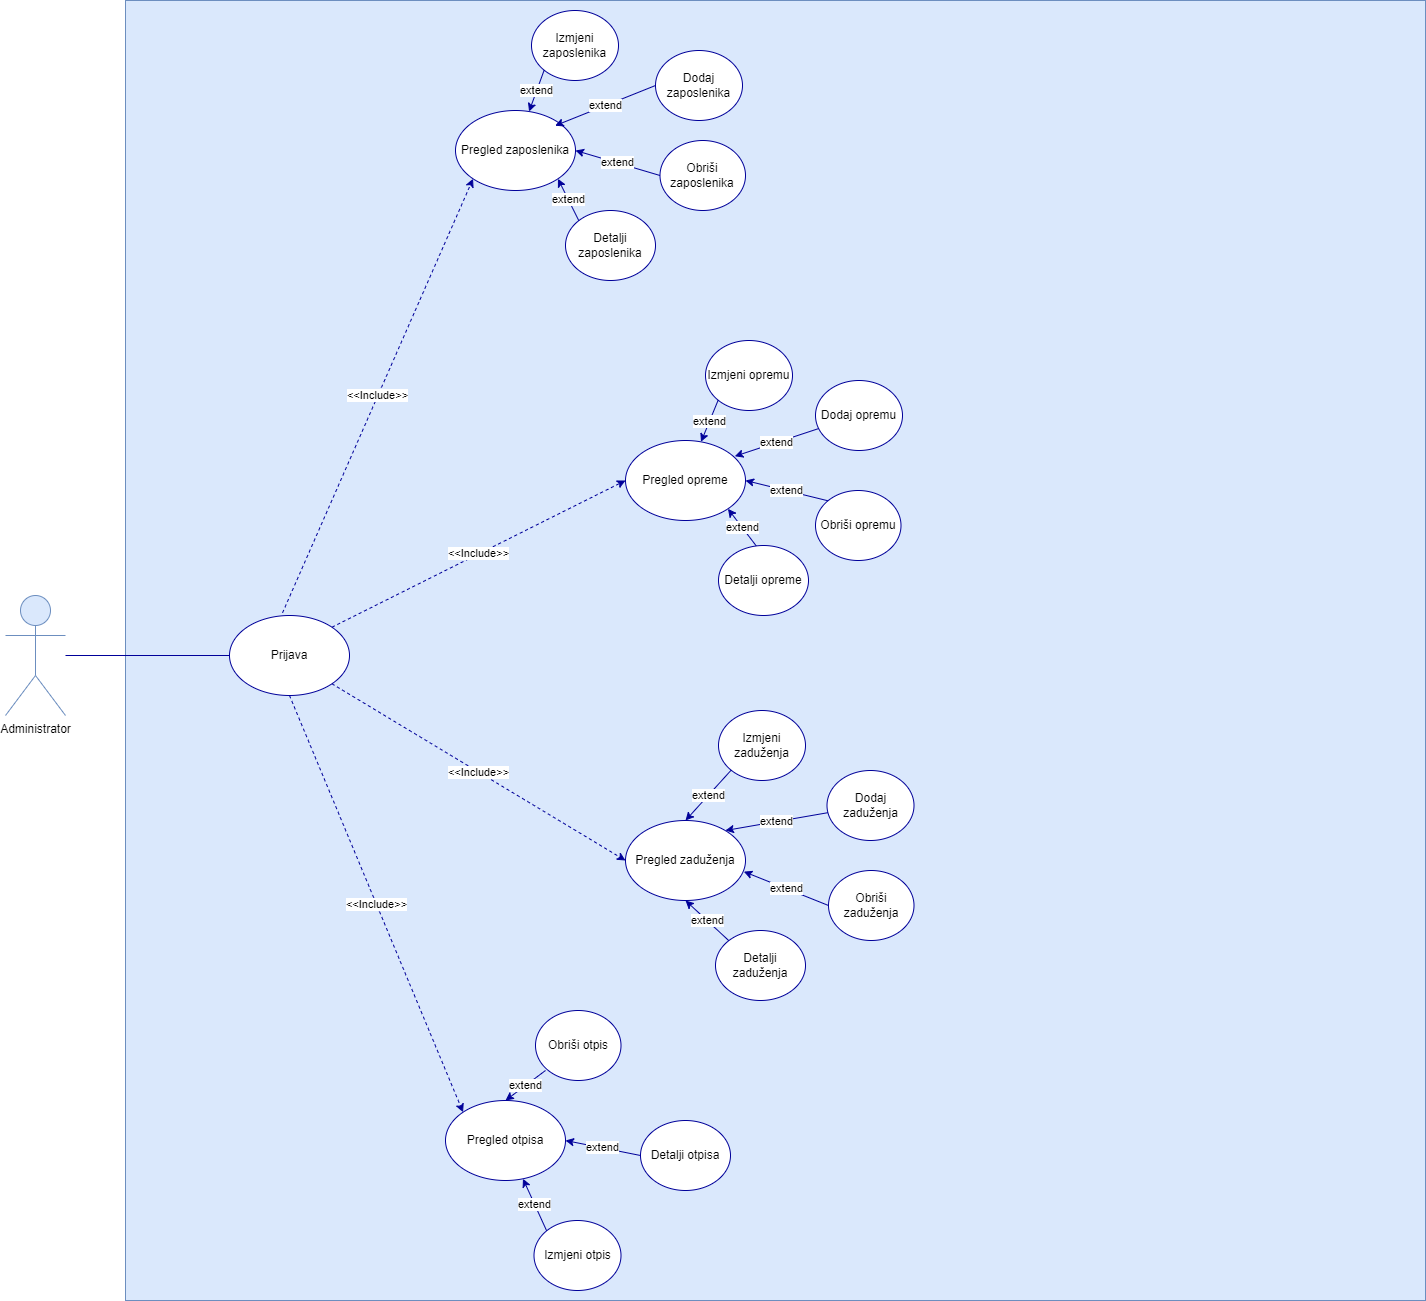 Izmjeni
zaposlenika
extend
Dodaj
zaposlenika
extend
Pregled zaposlenika
extend
Obriši
zaposlenika
extend
Detalji
zaposlenika
<<Include>>
Izmjeni opremu
extend
Dodaj opremu
extend
Pregled opreme
extend
Obriši opremu
extend
Detalji opreme
<<Include>>
Prijava
Administrator
Izmjeni
zaduženja
<<Include>>
extend
Dodaj
zaduženja
extend
Pregled zaduženja
extend
Obriši
zaduženja
extend
Detalji
zaduženja
<<Include>>
Obriši otpis
extend
Pregled otpisa
extend
Detalji otpisa
extend
Izmjeni otpis